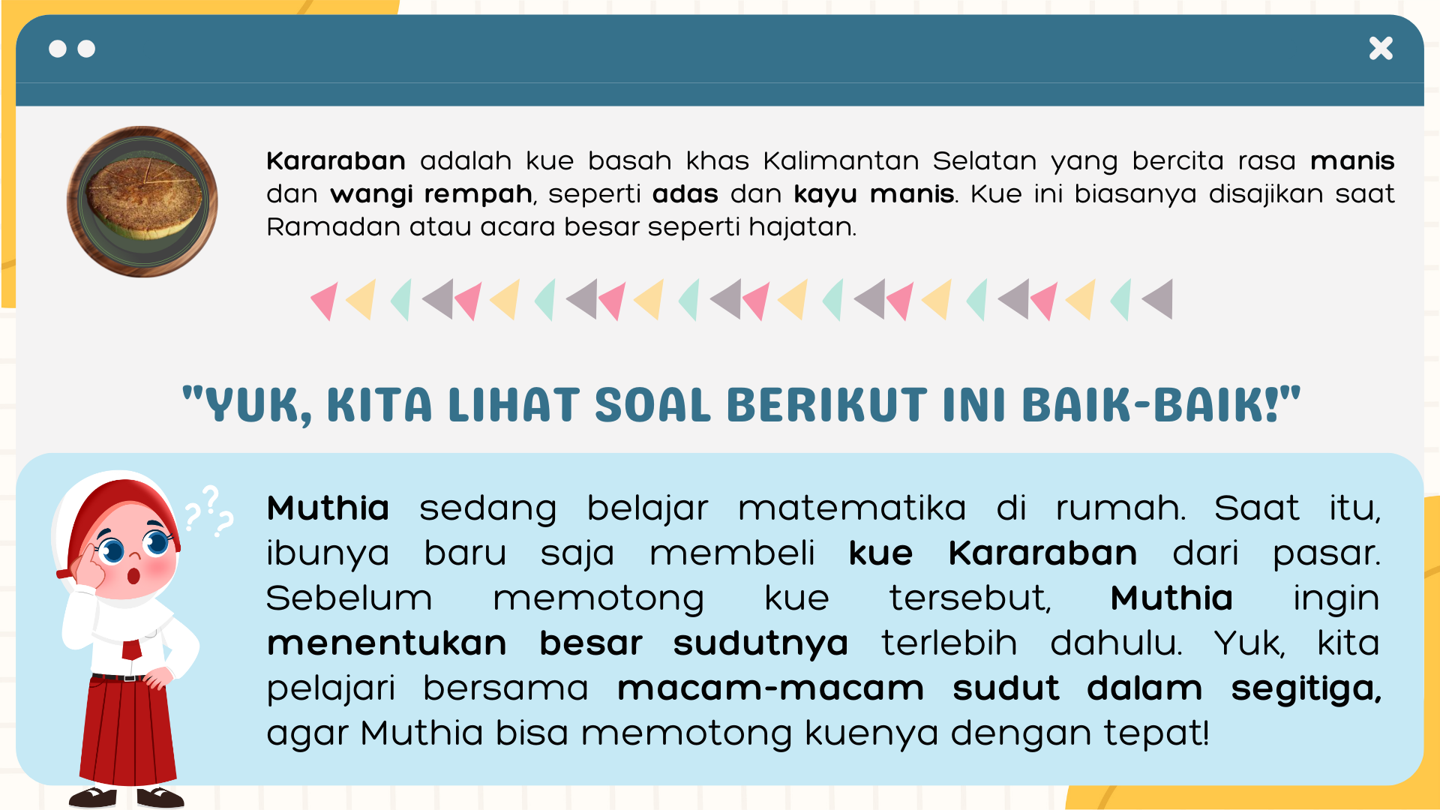 Kararaban adalah kue basah khas Kalimantan Selatan yang bercita rasa manis
dan wangi rempah, seperti adas dan kayu manis. Kue ini biasanya disajikan saat
Ramadan atau acara besar seperti hajatan.
"YUK, KITA LIHAT SOAL BERIKUT INI BAIK-BAIK!"
???
Muthia sedang belajar matematika di rumah. Saat itu,
ibunya baru saja membeli kue Kararaban dari pasar.
Sebelum memotong kue tersebut, Muthia ingin
menentukan besar sudutnya terlebih dahulu. Yuk, kita
pelajari bersama macam-macam sudut dalam segitiga,
agar Muthia bisa memotong kuenya dengan tepat!